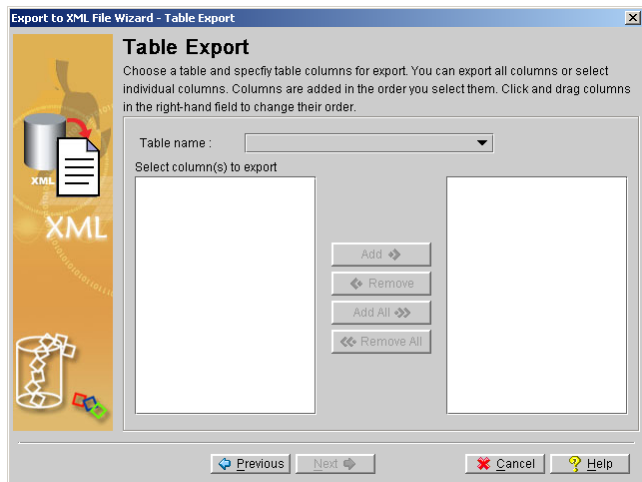 Export to XML File Wizard - Table Export
Table Export
Choose a table and specfiy table columns for export. You can export all columns or select
individual columns. Columns are added in the order you select them. Click and drag columns
in the right-hand field to change their order.
Table name :
Select column(s) to export
XML
XML
Add
Remove
Add All
Remove All
Previous
Next
Cancel
Help